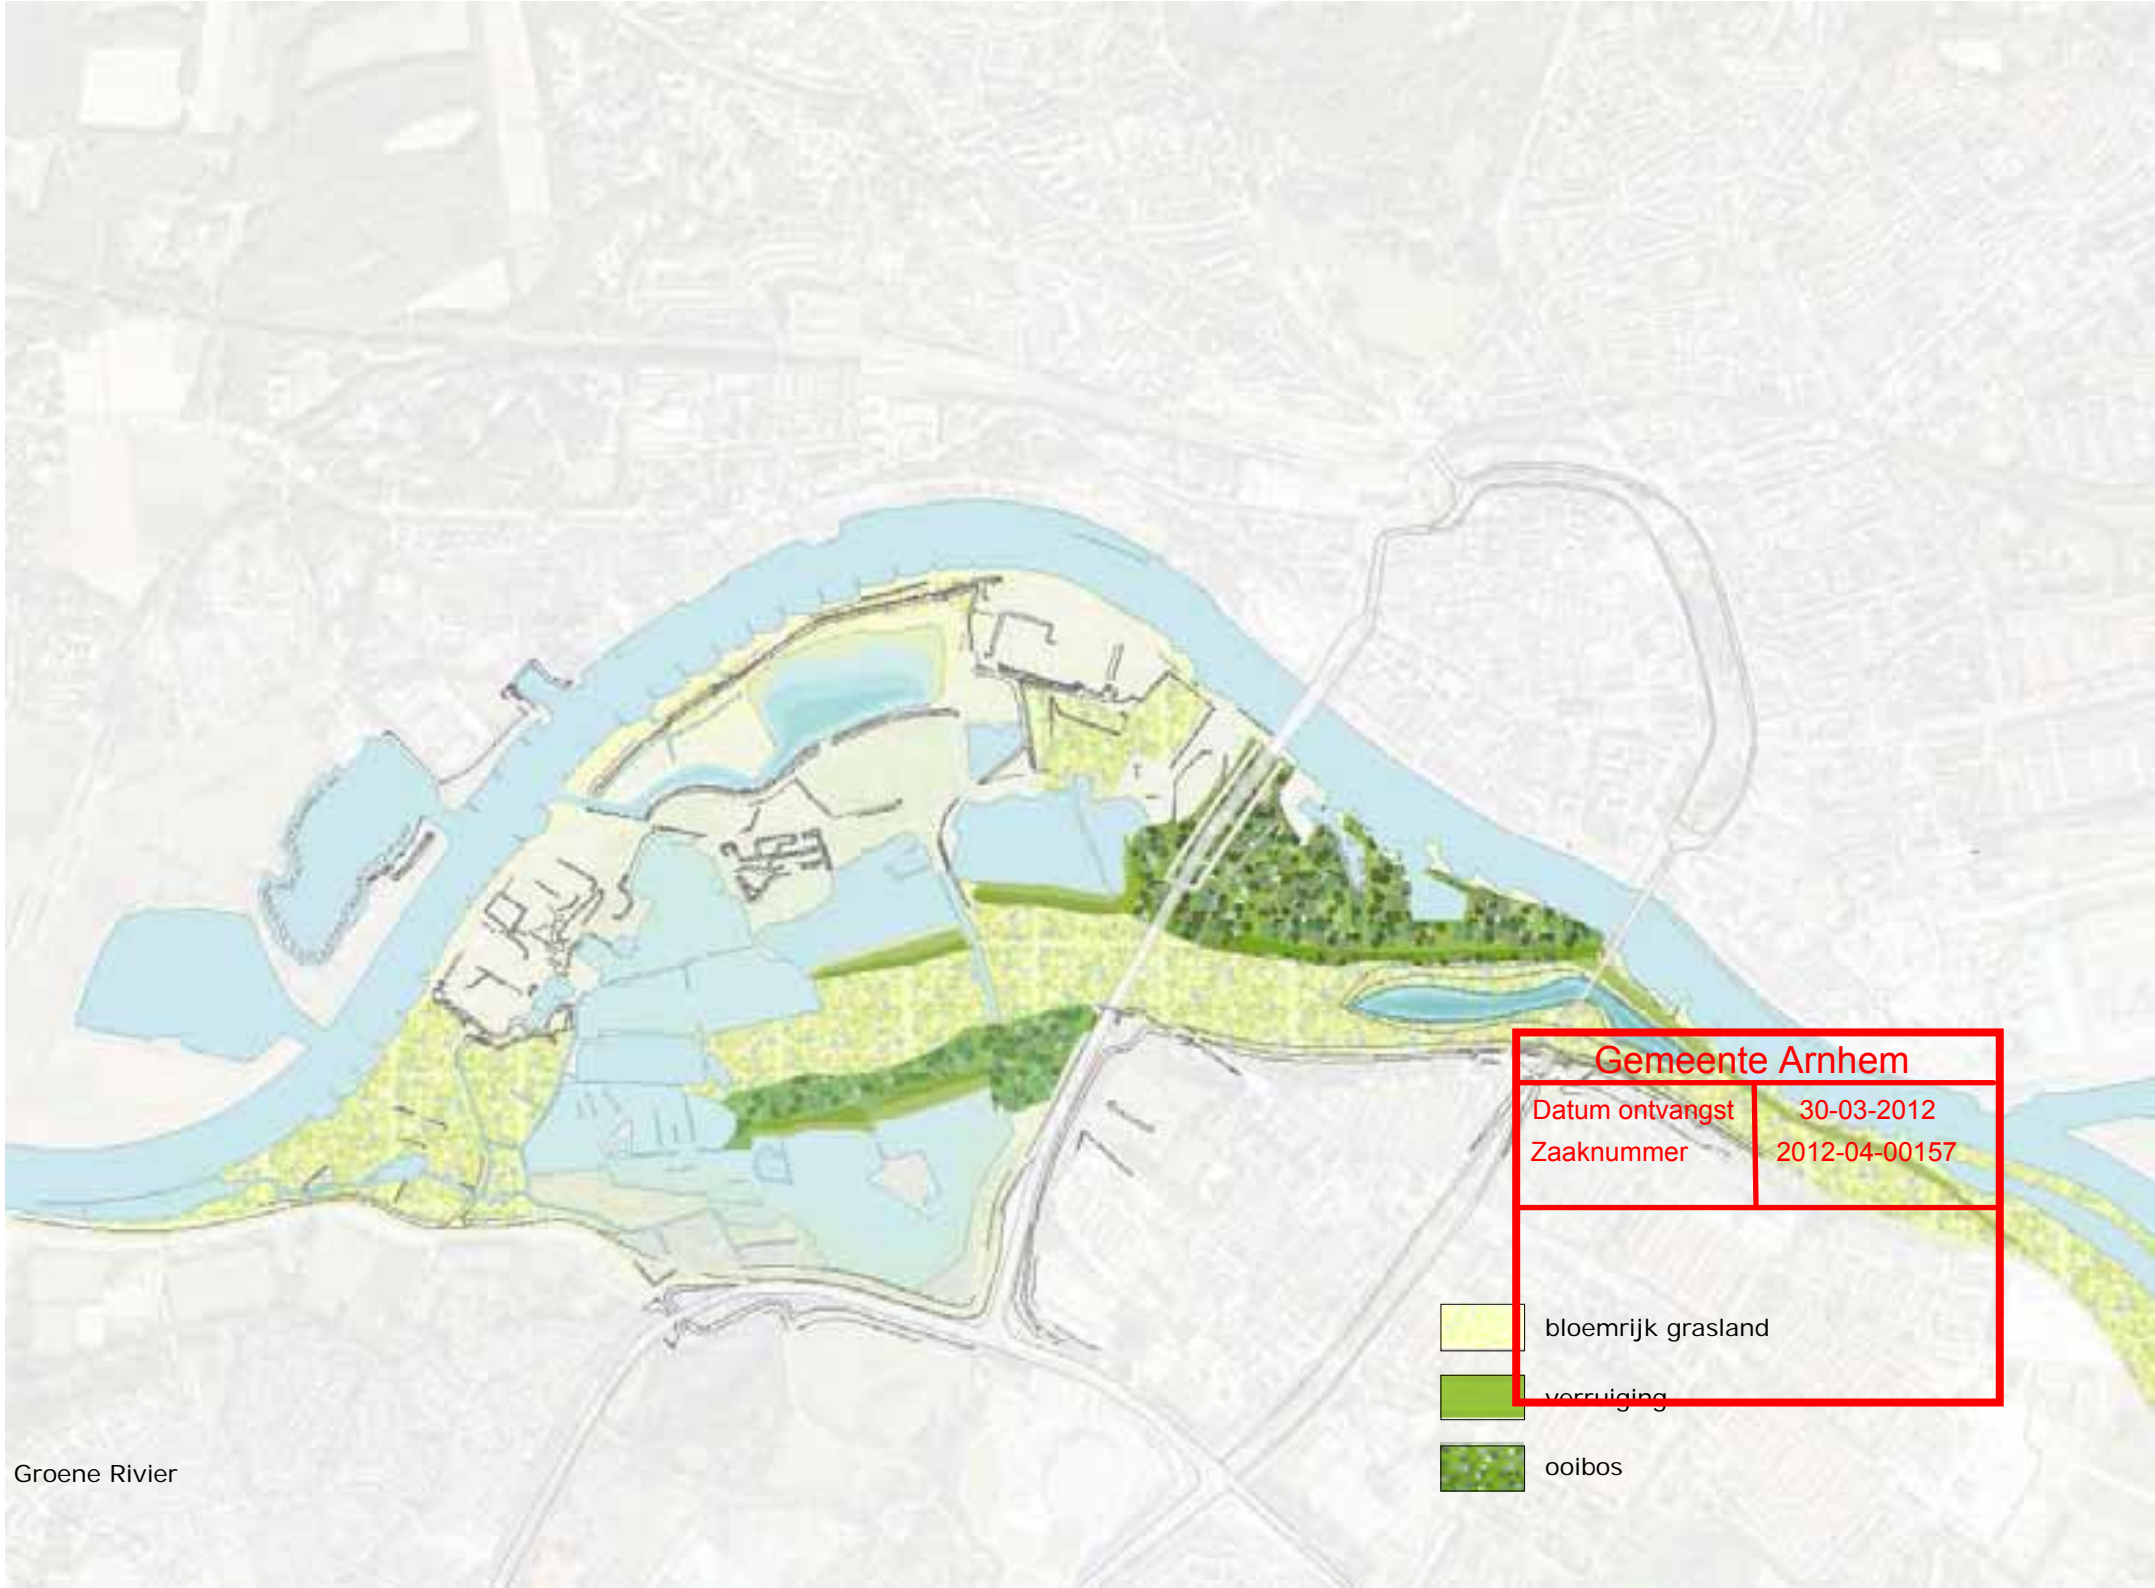 Gemeente Arnhem
Datum ontvangst 30-03-2012
Zaaknummer 2012-04-00157
bloemrijk grasland
verruiging
ooibos
Groene Rivier